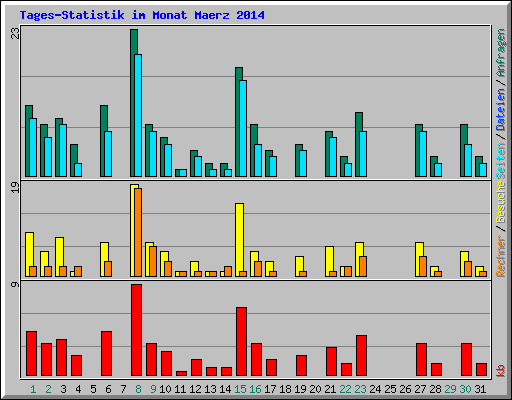 Tages-Statistik im Monat Maerz 2014
23
19
9
Rechner / Besuche Seiten / Dateien / Anfragen
kb
1 2 3 4 5 6 7 8 9 10 11 12 13 14 15 16 17 18 19 20 21 22 23 24 25 26 27 28 29 30 31